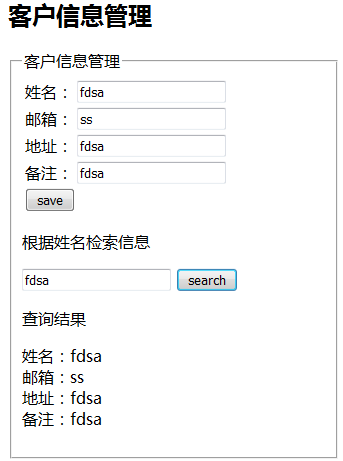 客户信息管理
客户信息管理
姓名： fdsa
邮箱： ss
地址： fdsa
备注： fdsa
save
根据姓名检索信息
fdsa search
查询结果
姓名：fdsa
邮箱：ss
地址：fdsa
备注：fdsa